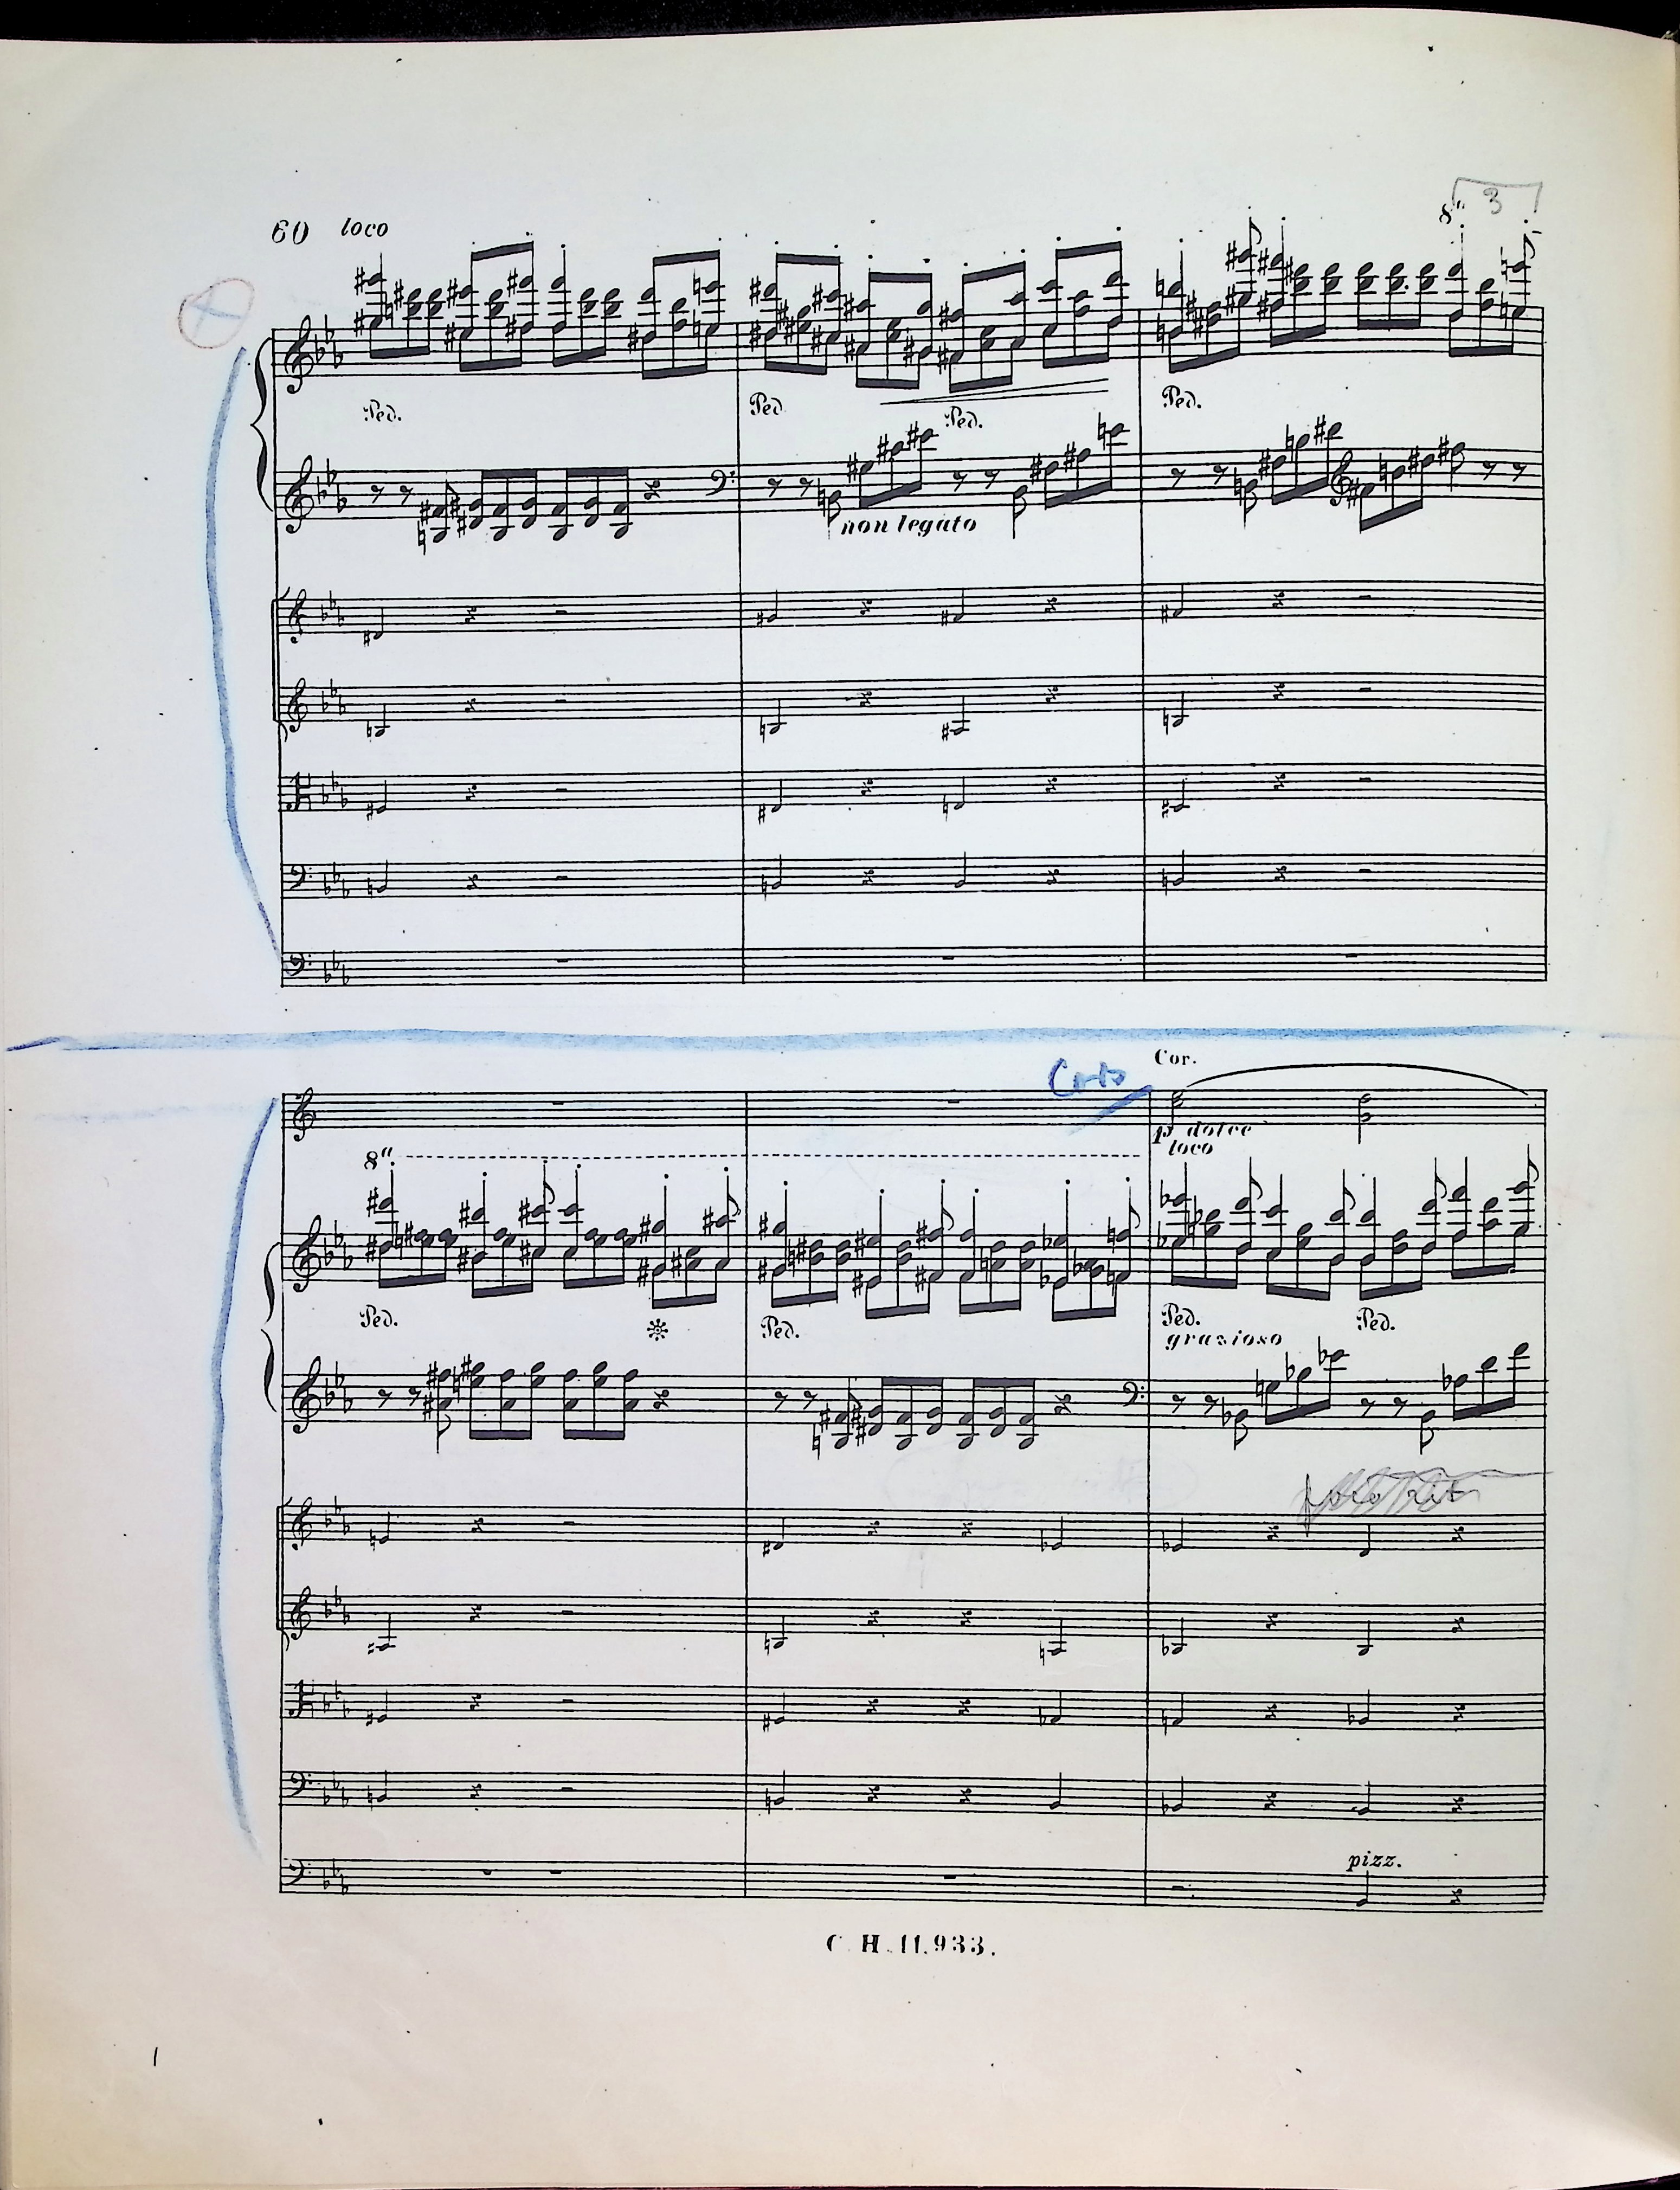 3
8ª
60 loco
Ped. Ped. Ped. Ped.
non legato
Cor.
p dolce
8ª loco
Ped. Ped. Ped. Ped.
grazioso
poco rit
pizz.
C. H. 11.933.